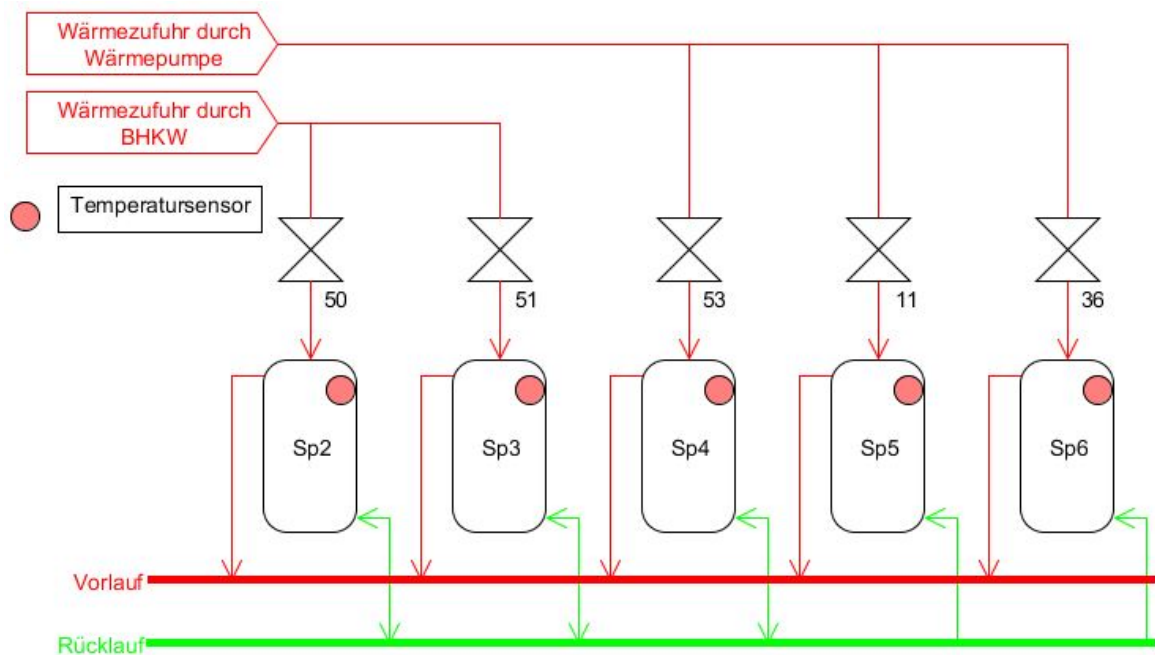 Wärmezufuhr durch
Wärmepumpe
Wärmezufuhr durch
BHKW
Temperatursensor
50
51
53
11
36
Sp2
Sp3
Sp4
Sp5
Sp6
Vorlauf
Rücklauf